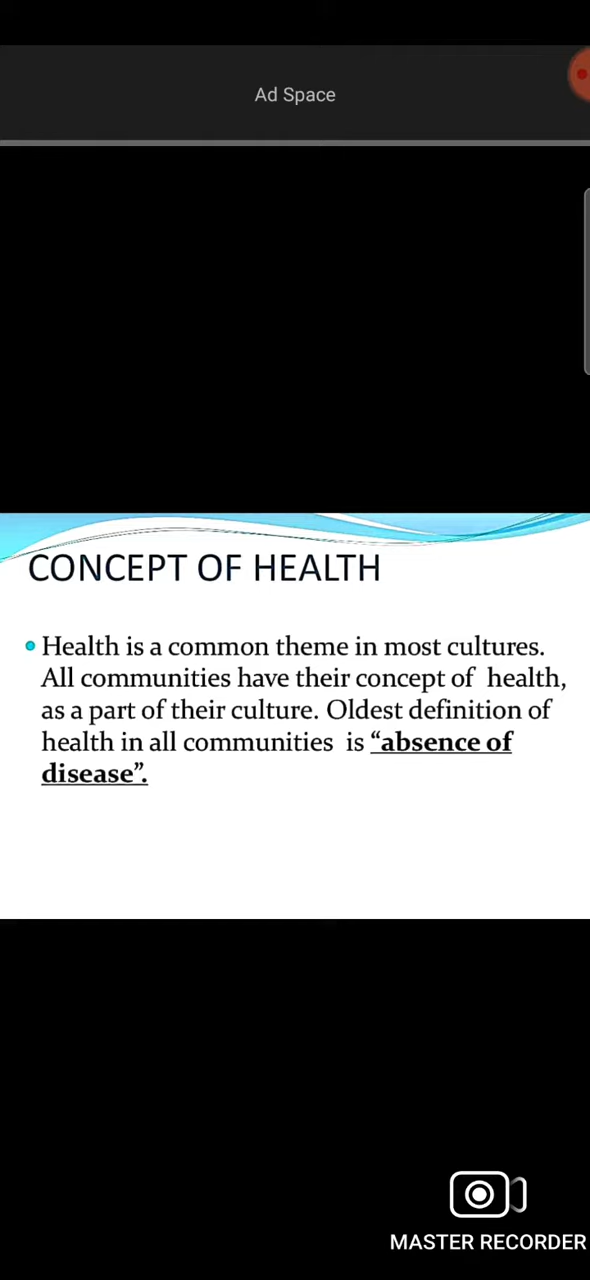 Ad Space
CONCEPT OF HEALTH
Health is a common theme in most cultures.
All communities have their concept of health,
as a part of their culture. Oldest definition of
health in all communities is “absence of
disease”.
MASTER RECORDER